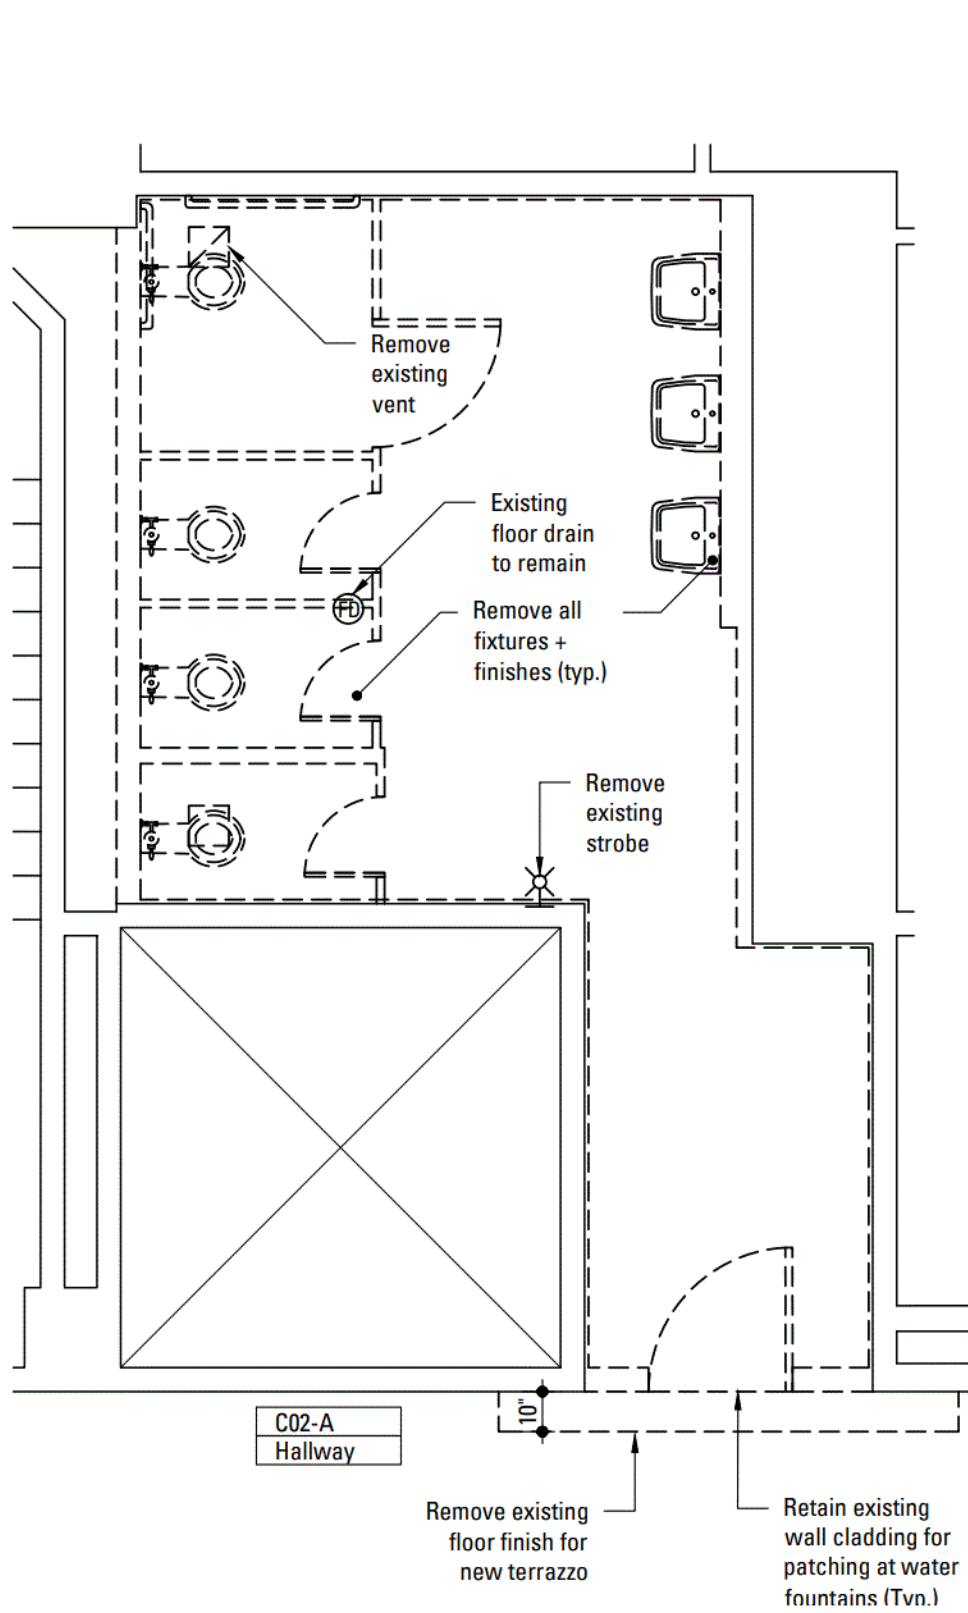 Remove
existing
vent
Existing
floor drain
to remain
FD
Remove all
fixtures +
finishes (typ.)
Remove
existing
strobe
10"
C02-A
Hallway
Remove existing
floor finish for
new terrazzo
Retain existing
wall cladding for
patching at water
fountains (Typ.)